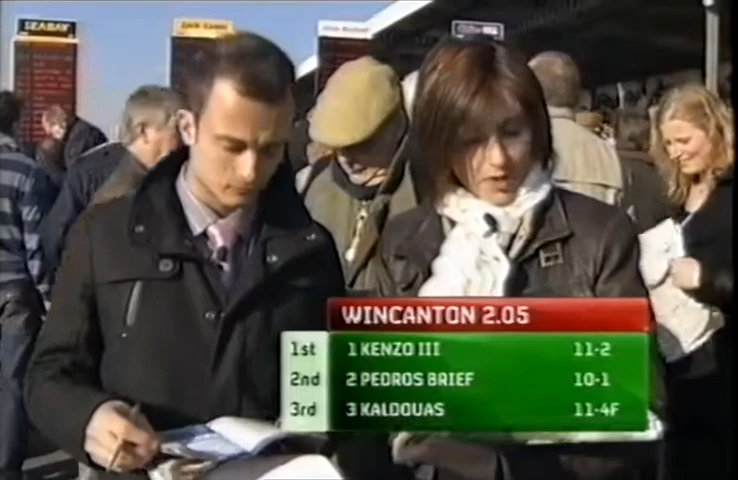 SEABAY
WINCANTON 2.05
1st 1 KENZO III 11-2
2nd 2 PEDROS BRIEF 10-1
3rd 3 KALDOUAS 11-4F